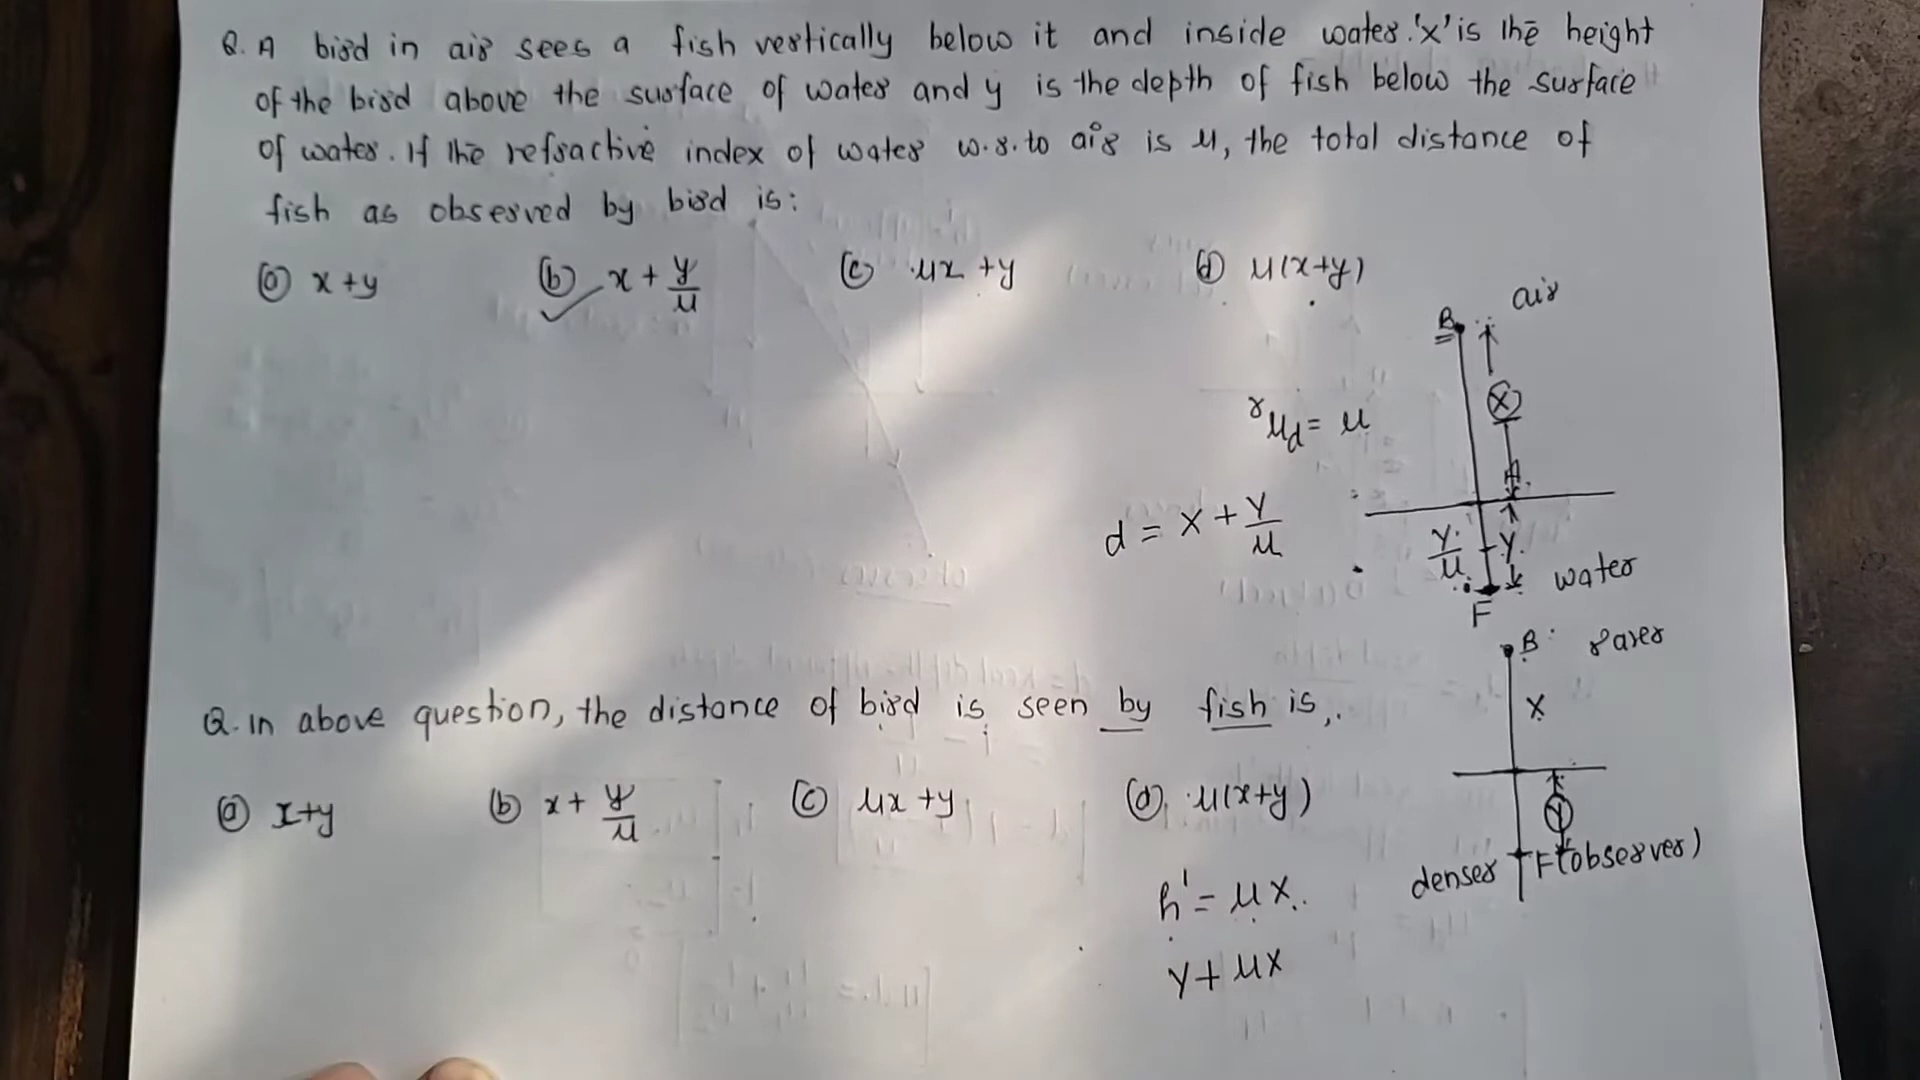 Q. A bird in air sees a fish vertically below it and inside water. 'x' is the height
of the bird above the surface of water and y is the depth of fish below the surface
of water. If the refractive index of water w.r.to air is μ, the total distance of
fish as observed by bird is:
(a) x+y (b) x + y/μ (c) μx +y (d) μ(x+y)
air
B
x
μ = μ
d = x + y/μ
y/μ
y
water
F
B
rarer
x
Q. In above question, the distance of bird is seen by fish is,.
(a) x+y (b) x + y/μ (c) μx +y (d) μ(x+y)
y
denser F(observer)
h' = μx
y + μx